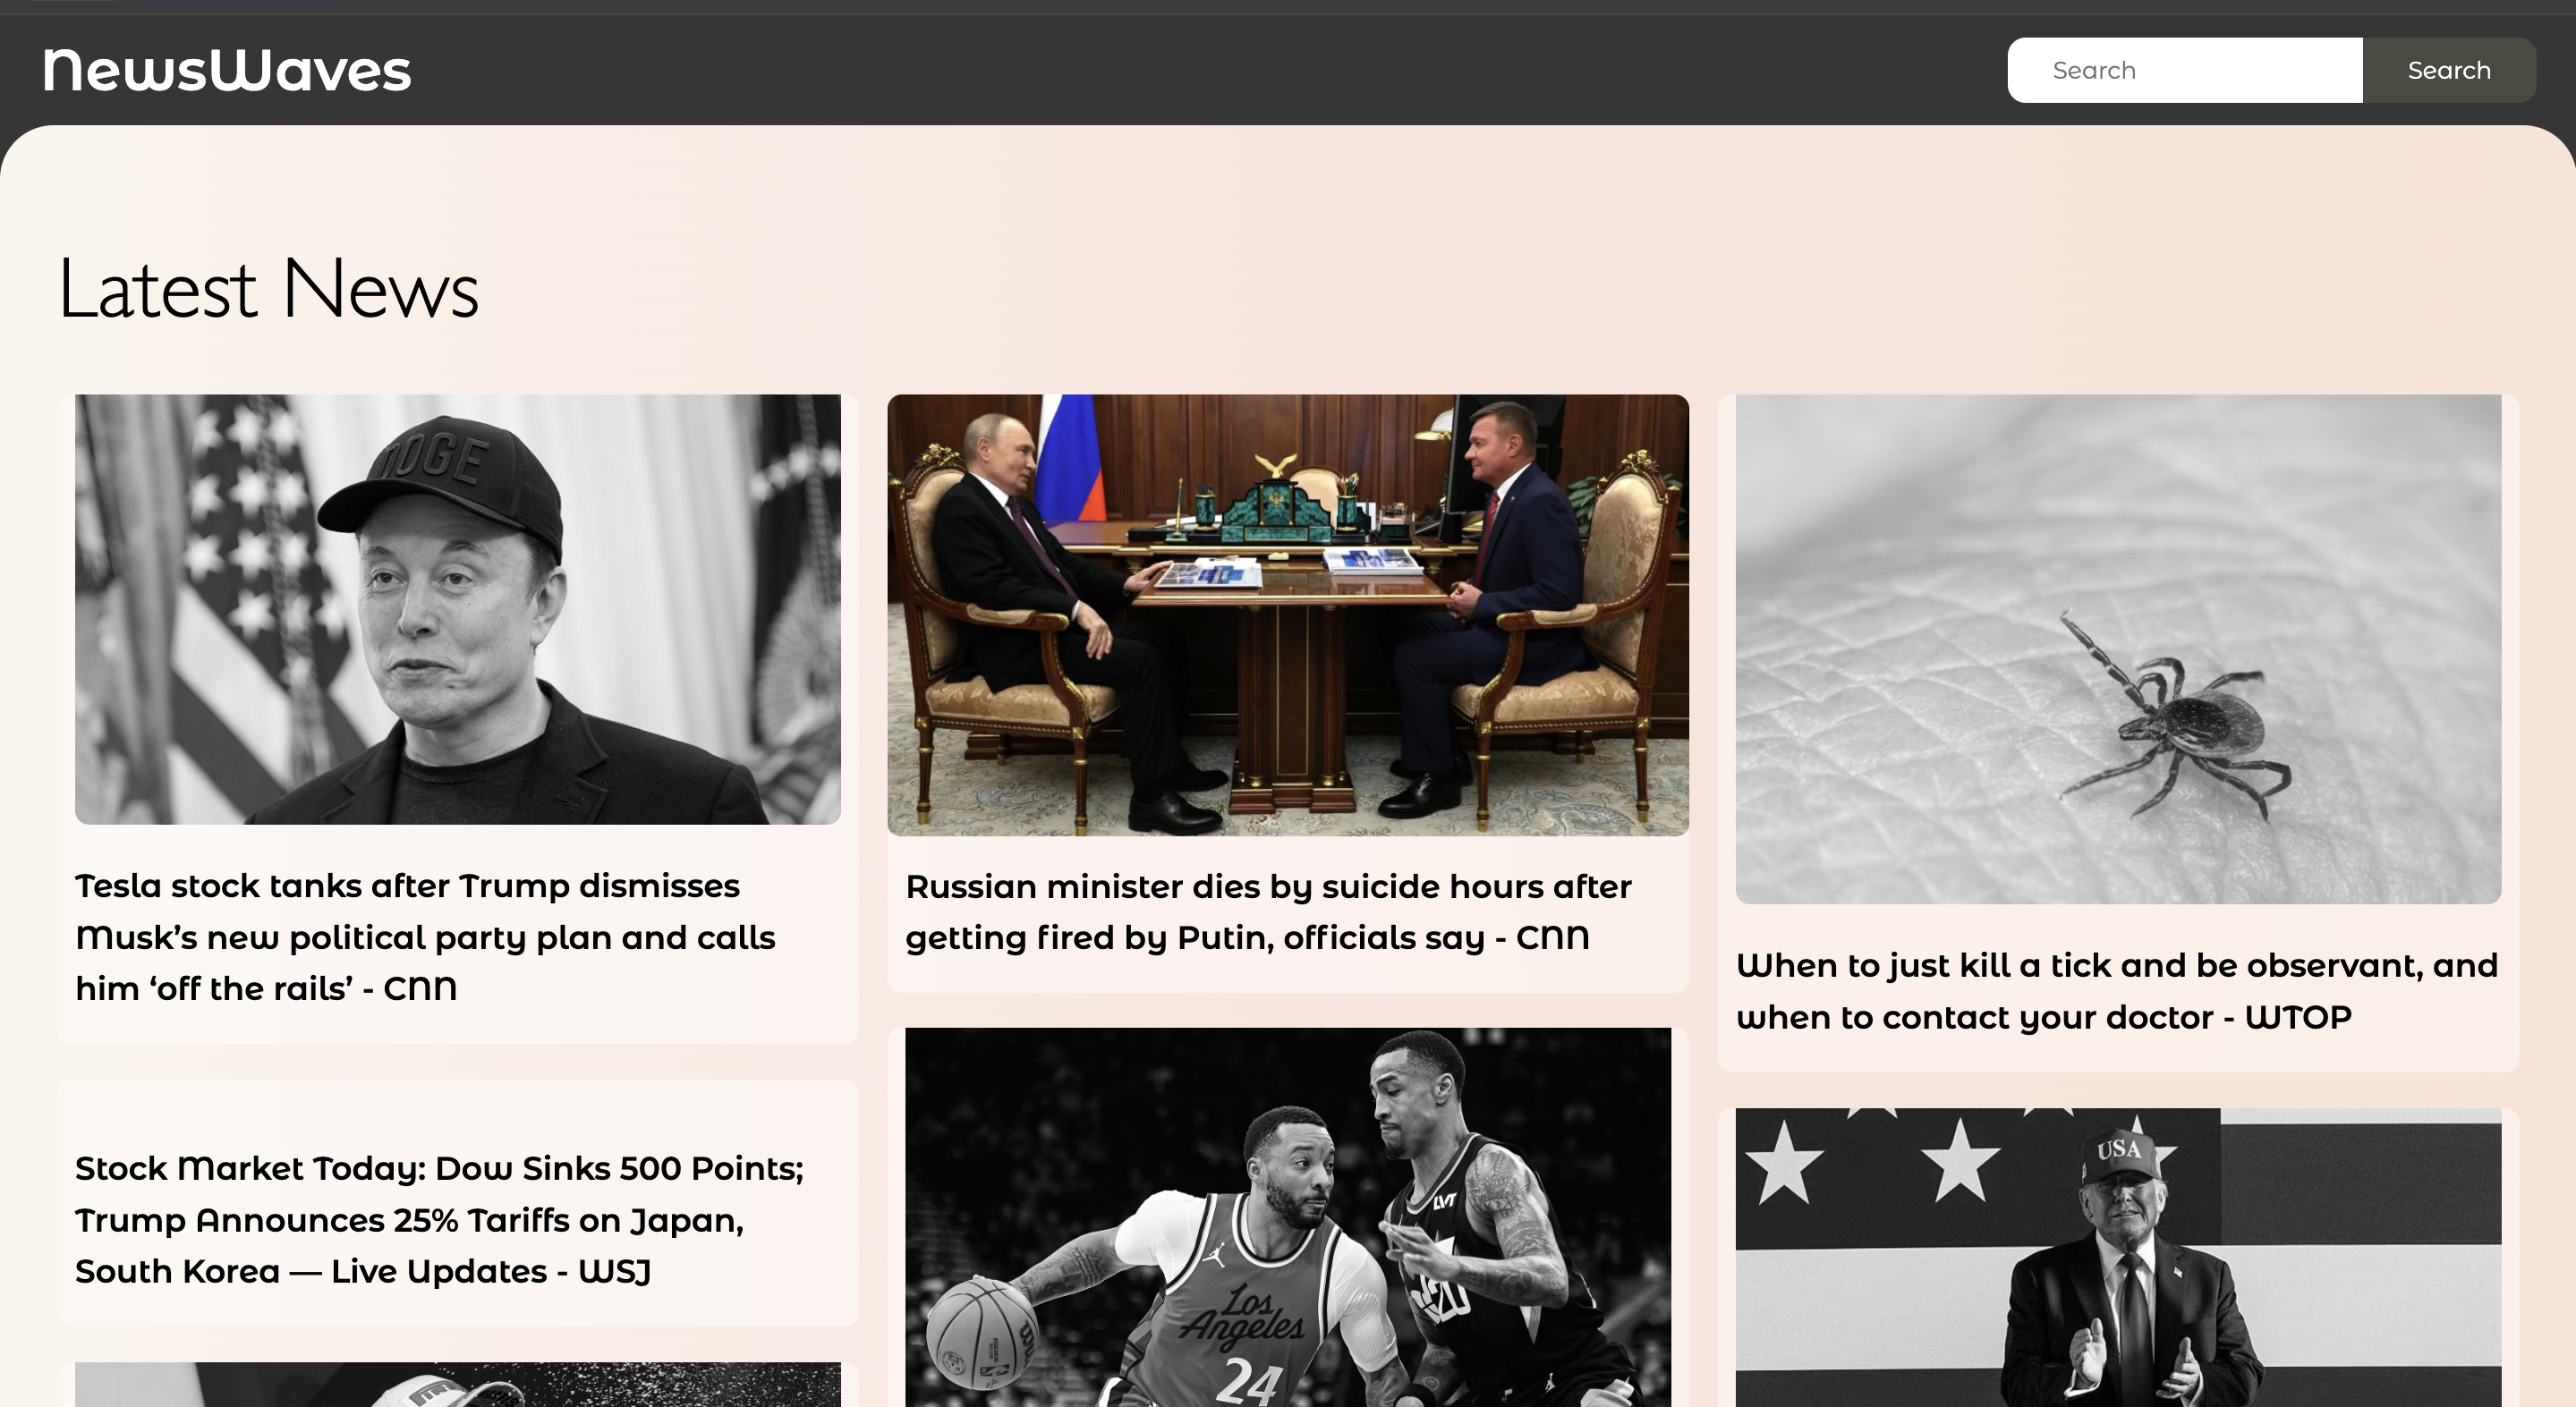 NewsWaves
Search
Search
Latest News
DOGE
Tesla stock tanks after Trump dismisses
Musk’s new political party plan and calls
him ‘off the rails’ - CNN
Russian minister dies by suicide hours after
getting fired by Putin, officials say - CNN
When to just kill a tick and be observant, and
when to contact your doctor - WTOP
Stock Market Today: Dow Sinks 500 Points;
Trump Announces 25% Tariffs on Japan,
South Korea — Live Updates - WSJ
LVT
Los
Angeles
24
20
USA